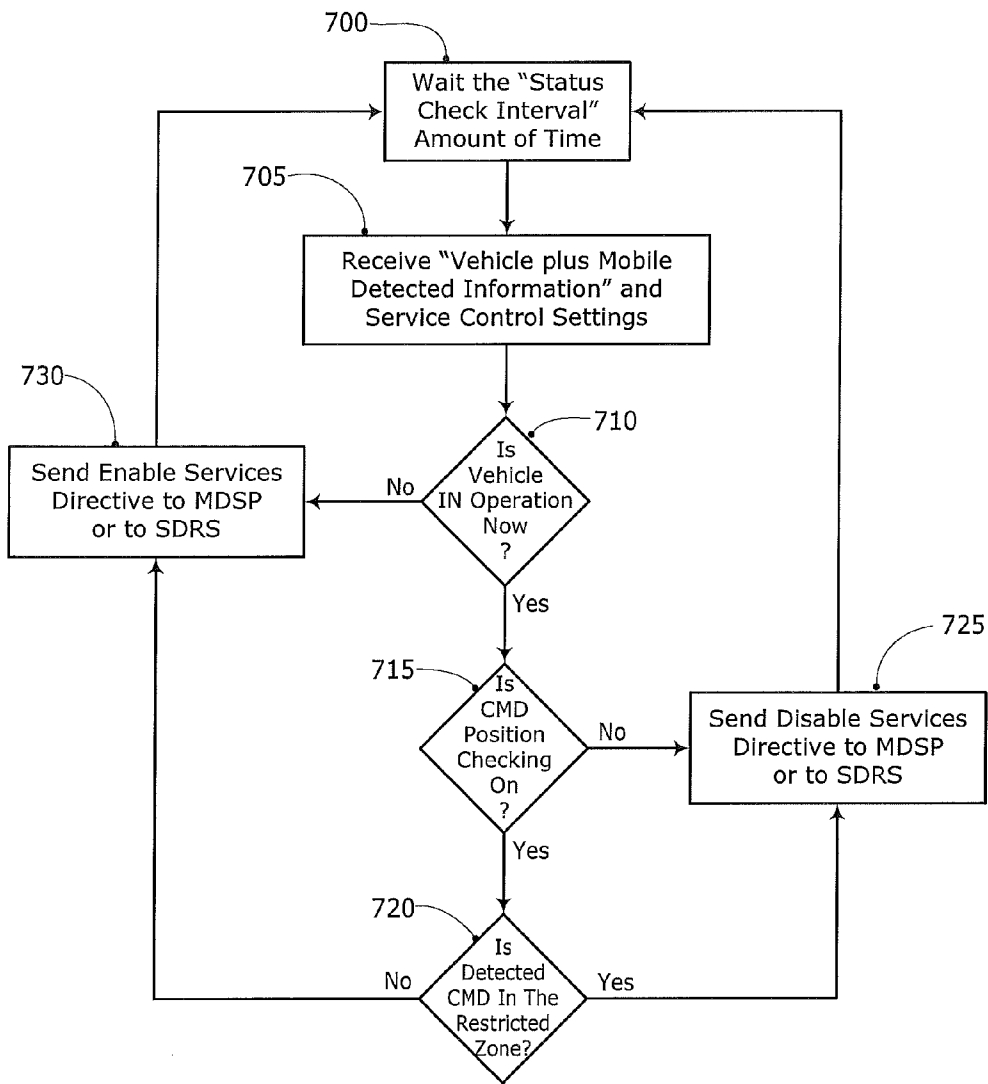 700
Wait the “Status
Check Interval”
Amount of Time
705
Receive “Vehicle plus Mobile
Detected Information” and
Service Control Settings
730
Send Enable Services
Directive to MDSP
or to SDRS
710
Is
Vehicle
IN Operation
Now
?
No
Yes
715
Is
CMD
Position
Checking
On
?
No
Yes
725
Send Disable Services
Directive to MDSP
or to SDRS
720
Is
Detected
CMD In The
Restricted
Zone?
No
Yes